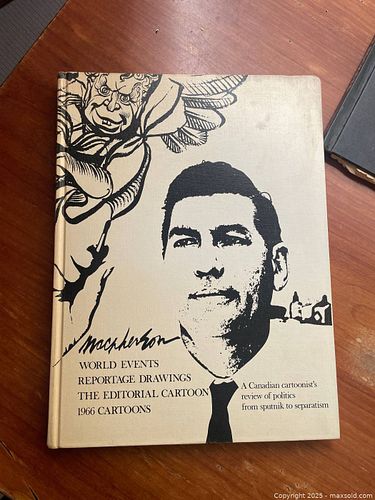 macpherson
WORLD EVENTS
REPORTAGE DRAWINGS
THE EDITORIAL CARTOON
1966 CARTOONS
A Canadian cartoonist's
review of politics
from sputnik to separatism
Copyright © 2025 - maxsold.com